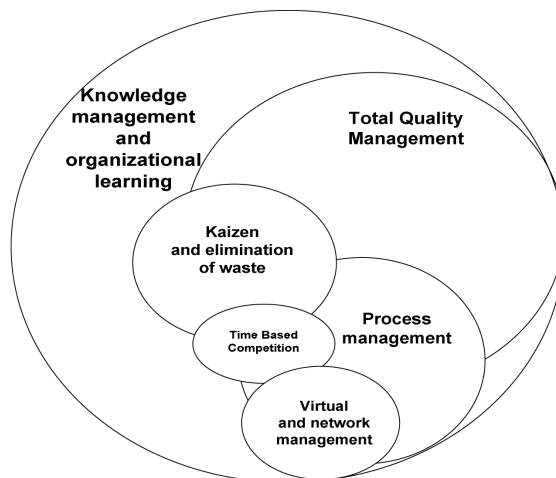 Knowledge
management
and
organizational
learning
Total Quality
Management
Kaizen
and elimination
of waste
Time Based
Competition
Process
management
Virtual
and network
management